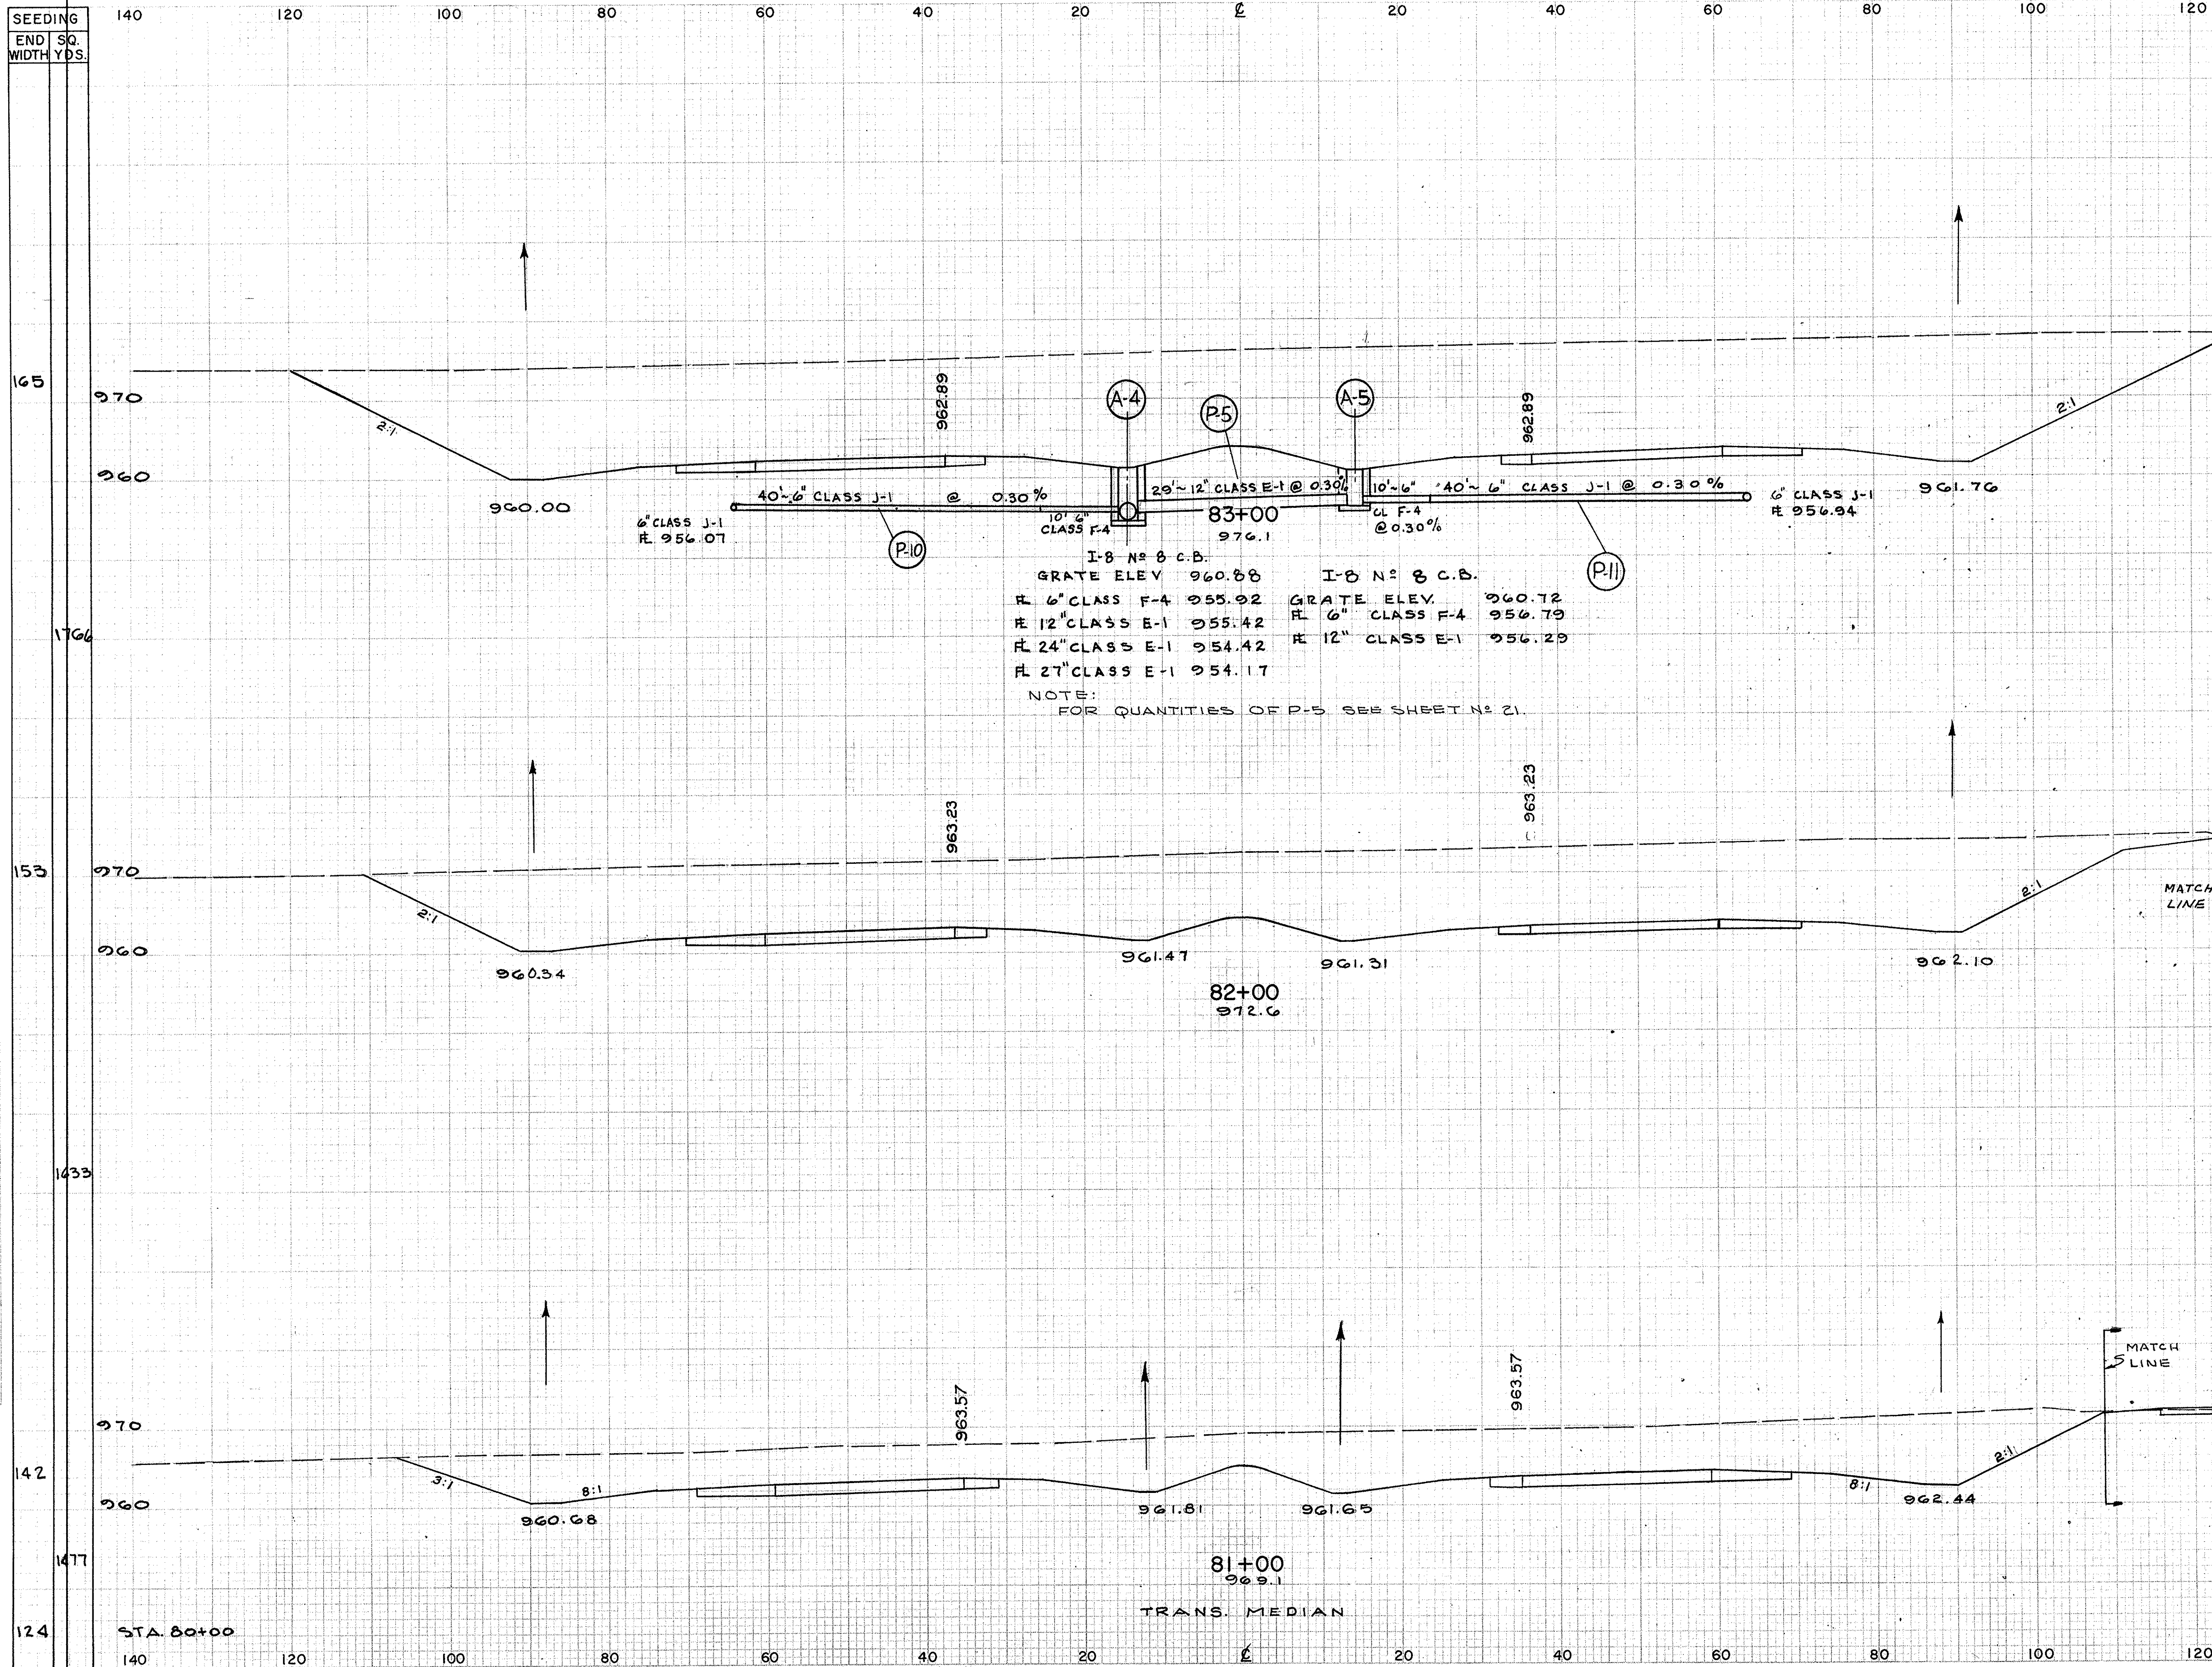 SEEDING
END WIDTH SQ. YDS.
140 120 100 80 60 40 20 ℄ 20 40 60 80 100 120
165
970
2:1
962.89
A-4
P-5
A-5
962.89
2:1
960
960.00
40'~6" CLASS J-1 @ 0.30%
29'~12" CLASS E-1 @ 0.30%
10'~6" 40'~6" CLASS J-1 @ 0.30%
961.76
6" CLASS J-1
FL 956.07
10' 6"
CLASS F-4
83+00
976.1
CL F-4
@ 0.30%
6" CLASS J-1
FL 956.94
P-10
P-11
I-8 Nº 8 C.B.
GRATE ELEV 960.88
FL 6" CLASS F-4 955.92
FL 12" CLASS E-1 955.42
FL 24" CLASS E-1 954.42
FL 27" CLASS E-1 954.17
I-8 Nº 8 C.B.
GRATE ELEV. 960.72
FL 6" CLASS F-4 956.79
FL 12" CLASS E-1 956.29
1766
NOTE:
FOR QUANTITIES OF P-5 SEE SHEET Nº 21.
963.23
963.23
153
970
2:1
2:1
MATCH
LINE
960
960.34
961.47
961.31
962.10
82+00
972.6
1633
963.57
963.57
MATCH
LINE
970
142
3:1
8:1
8:1
2:1
960
960.68
961.81
961.65
962.44
1477
81+00
969.1
TRANS. MEDIAN
124
STA. 80+00
140 120 100 80 60 40 20 ℄ 20 40 60 80 100 120